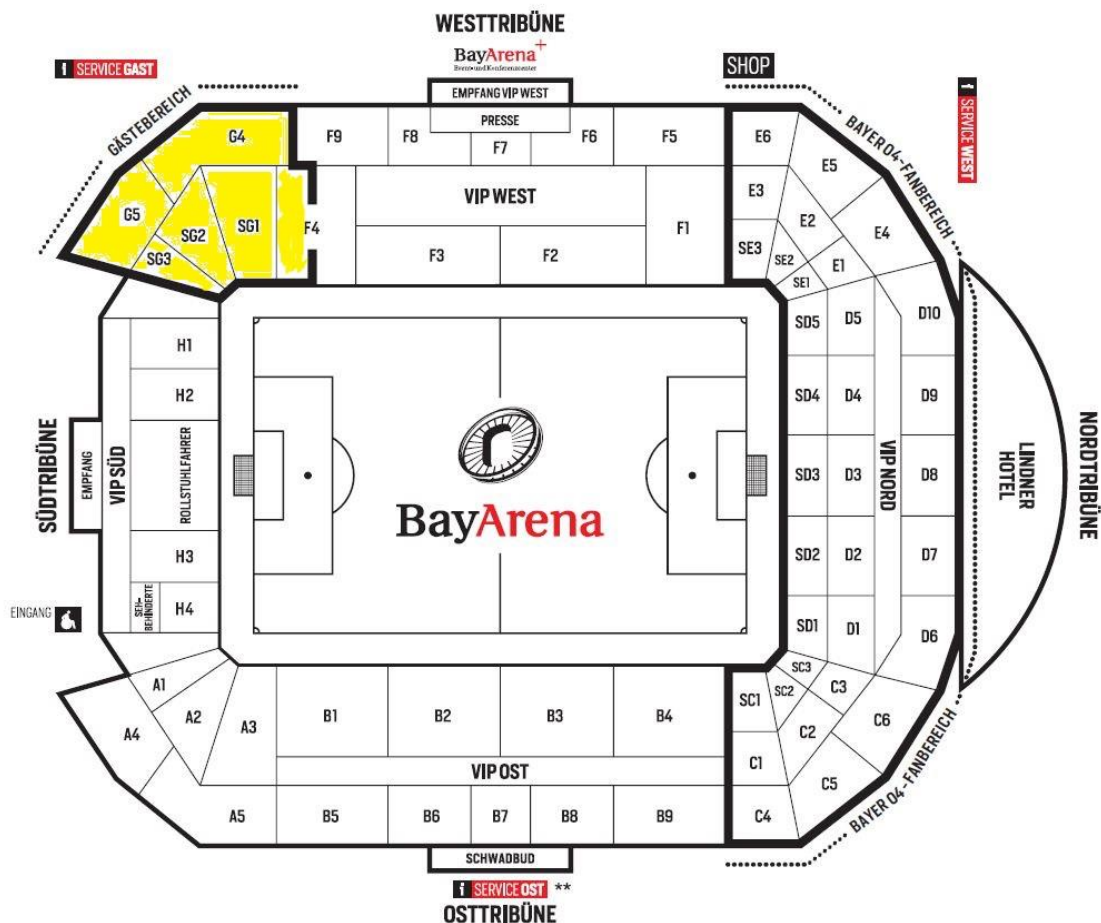 WESTTRIBÜNE
BayArena+
Event- und Konferenzcenter
i SERVICE GAST
SHOP
EMPFANG VIP WEST
PRESSE
GÄSTEBEREICH
BAYER 04-FANBEREICH
i SERVICE WEST
G4
F9
F8
F7
F6
F5
E6
E5
G5
SG2
SG1
SG3
F4
VIP WEST
F3
F2
F1
E3
E2
E4
SE3
SE2
E1
SE1
H1
H2
ROLLSTUHLFAHRER
H3
H4
SEH-
BEHINDERTE
SÜDTRIBÜNE
EMPFANG
VIP SÜD
EINGANG
BayArena
SD5
D5
D10
SD4
D4
D9
SD3
D3
D8
SD2
D2
D7
SD1
D1
D6
VIP NORD
LINDNER
HOTEL
NORDTRIBÜNE
A1
A2
A3
A4
A5
B1
B2
B3
B4
VIP OST
B5
B6
B7
B8
B9
SC3
SC2
SC1
C3
C2
C1
C6
C5
C4
BAYER 04-FANBEREICH
SCHWADBUD
i SERVICE OST **
OSTTRIBÜNE